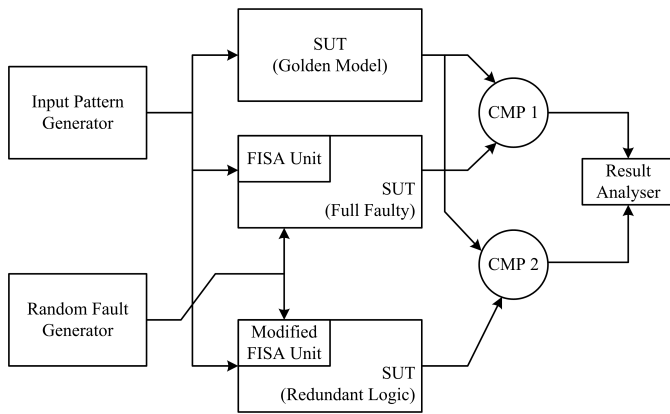 Input Pattern
Generator
SUT
(Golden Model)
FISA Unit
SUT
(Full Faulty)
CMP 1
Result
Analyser
CMP 2
Random Fault
Generator
Modified
FISA Unit
SUT
(Redundant Logic)